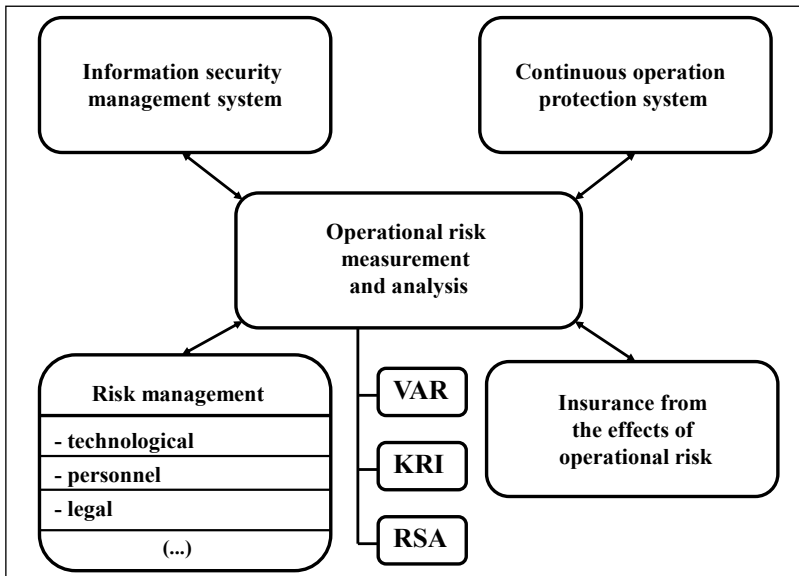 Information security
management system
Continuous operation
protection system
Operational risk
measurement
and analysis
Risk management
- technological
- personnel
- legal
(...)
VAR
KRI
RSA
Insurance from
the effects of
operational risk